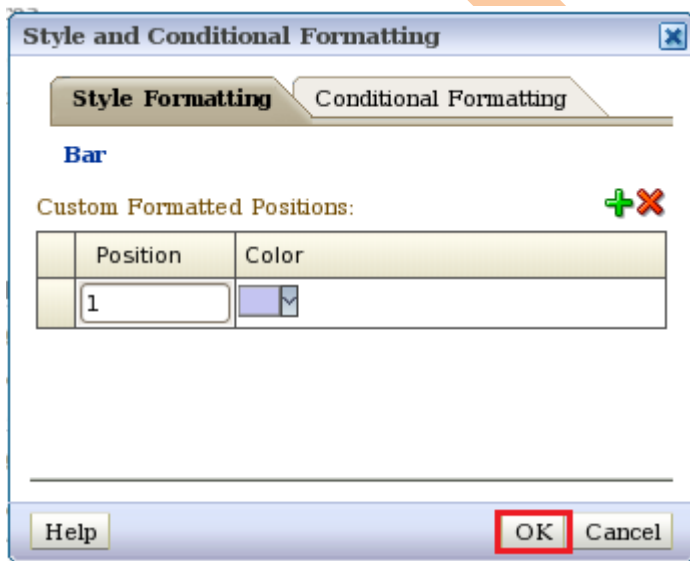 Style and Conditional Formatting
Style Formatting Conditional Formatting
Bar
Custom Formatted Positions:
Position Color
1
Help OK Cancel